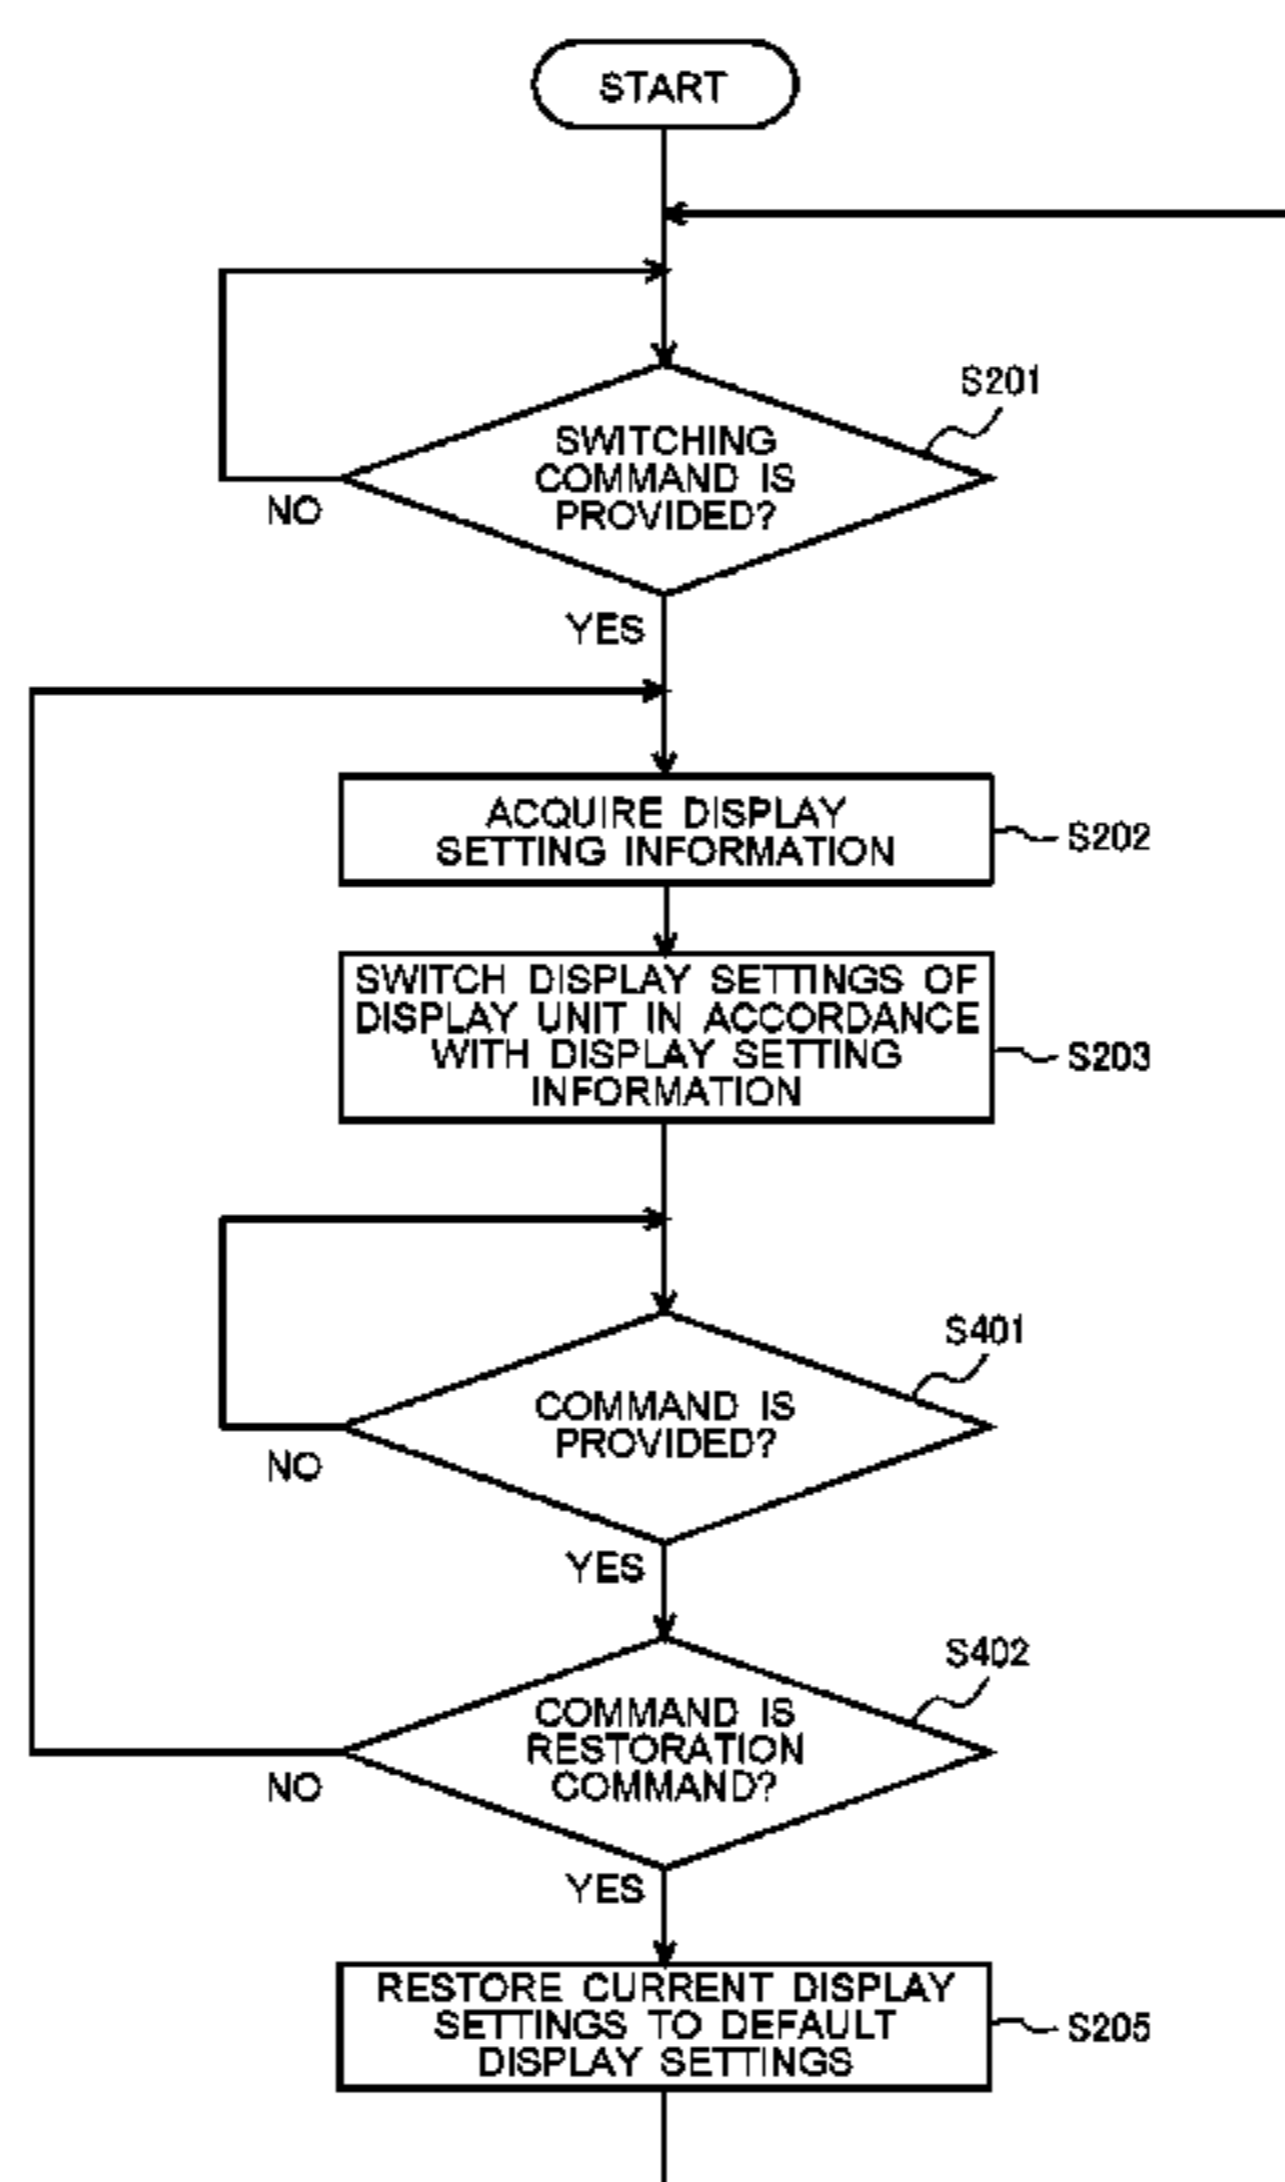 START
S201
SWITCHING
COMMAND IS
PROVIDED?
NO
YES
ACQUIRE DISPLAY
SETTING INFORMATION
S202
SWITCH DISPLAY SETTINGS OF
DISPLAY UNIT IN ACCORDANCE
WITH DISPLAY SETTING
INFORMATION
S203
S401
COMMAND IS
PROVIDED?
NO
YES
S402
COMMAND IS
RESTORATION
COMMAND?
NO
YES
RESTORE CURRENT DISPLAY
SETTINGS TO DEFAULT
DISPLAY SETTINGS
S205